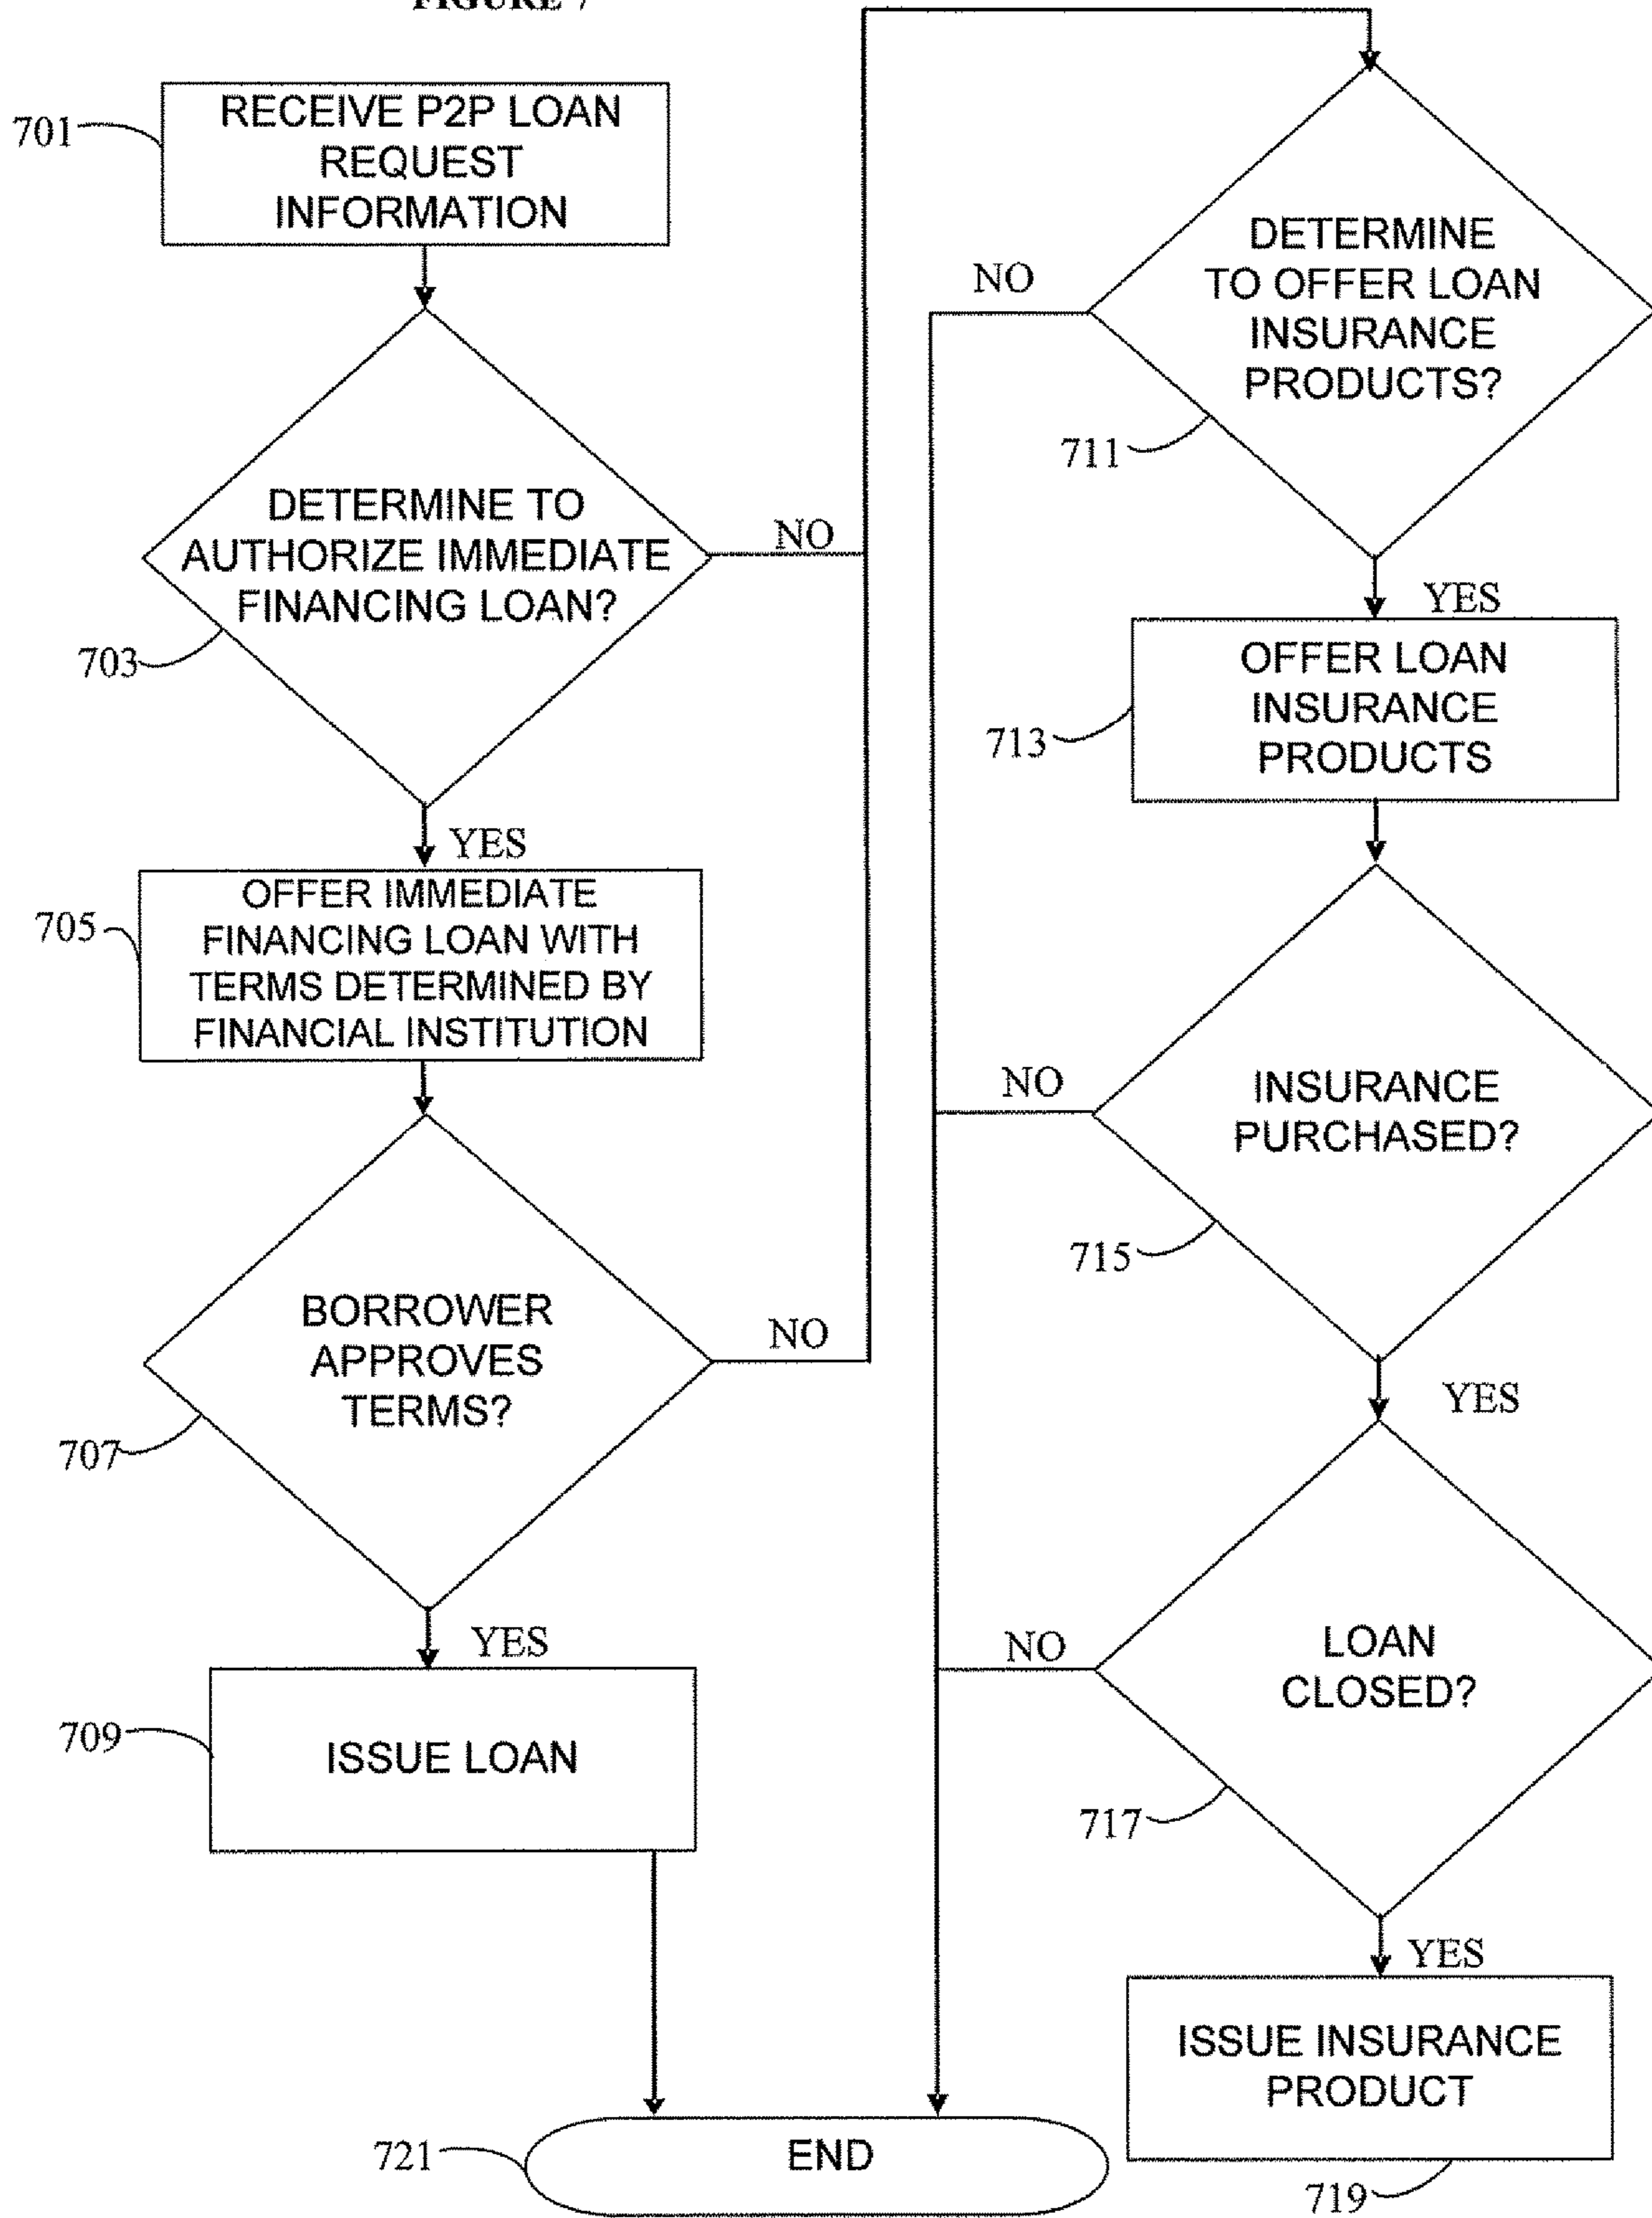 FIGURE 7
701
RECEIVE P2P LOAN
REQUEST
INFORMATION
DETERMINE TO
AUTHORIZE IMMEDIATE
FINANCING LOAN?
NO
703
YES
705
OFFER IMMEDIATE
FINANCING LOAN WITH
TERMS DETERMINED BY
FINANCIAL INSTITUTION
BORROWER
APPROVES
TERMS?
NO
707
YES
709
ISSUE LOAN
DETERMINE
TO OFFER LOAN
INSURANCE
PRODUCTS?
NO
711
YES
OFFER LOAN
INSURANCE
PRODUCTS
713
NO
INSURANCE
PURCHASED?
715
YES
NO
LOAN
CLOSED?
717
YES
ISSUE INSURANCE
PRODUCT
719
721
END